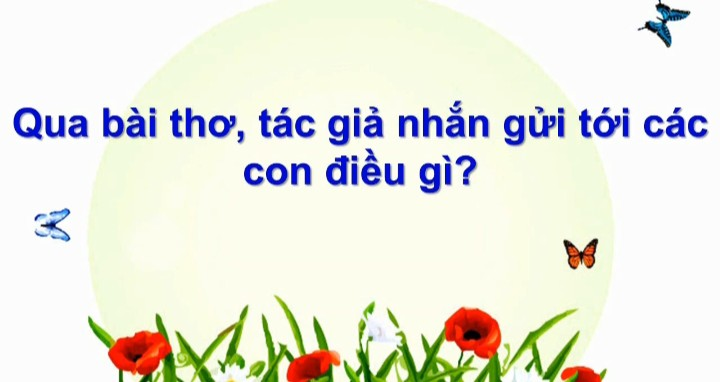 Qua bài thơ, tác giả nhắn gửi tới các
con điều gì?